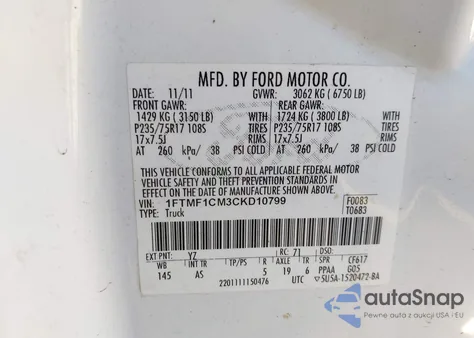 MFD. BY FORD MOTOR CO.
DATE: 11/11 GVWR: 3062 KG (6750 LB)
FRONT GAWR: REAR GAWR:
1429 KG (3150 LB) 1724 KG (3800 LB)
P235/75R17 108S TIRES P235/75R17 108S TIRES
17x7.5J RIMS 17x7.5J RIMS
AT 260 kPa/ 38 PSI COLD AT 260 kPa/ 38 PSI COLD
THIS VEHICLE CONFORMS TO ALL APPLICABLE FEDERAL MOTOR
VEHICLE SAFETY AND THEFT PREVENTION STANDARDS IN
EFFECT ON THE DATE OF MANUFACTURE SHOWN ABOVE.
VIN: 1FTMF1CM3CKD10799 F0083
TYPE: Truck T0683
EXT PNT: YZ RC: 71 DSO:
WB INT TR TP/PS R AXLE TR SPR CF617
145 AS 5 19 6 PPAA G05
2201111150476 UTC 5U5A-1520472-BA
autoSnap
Pewne auta z USA i EU